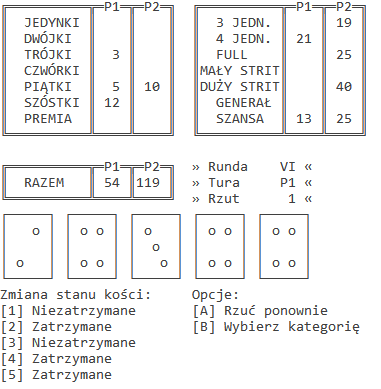 P1 P2
JEDYNKI
DWÓJKI
TRÓJKI 3
CZWÓRKI
PIĄTKI 5 10
SZÓSTKI 12
PREMIA
P1 P2
3 JEDN. 19
4 JEDN. 21
FULL 25
MAŁY STRIT
DUŻY STRIT 40
GENERAŁ
SZANSA 13 25
P1 P2
RAZEM 54 119
» Runda VI «
» Tura P1 «
» Rzut 1 «
Zmiana stanu kości:
[1] Niezatrzymane
[2] Zatrzymane
[3] Niezatrzymane
[4] Zatrzymane
[5] Zatrzymane
Opcje:
[A] Rzuć ponownie
[B] Wybierz kategorię